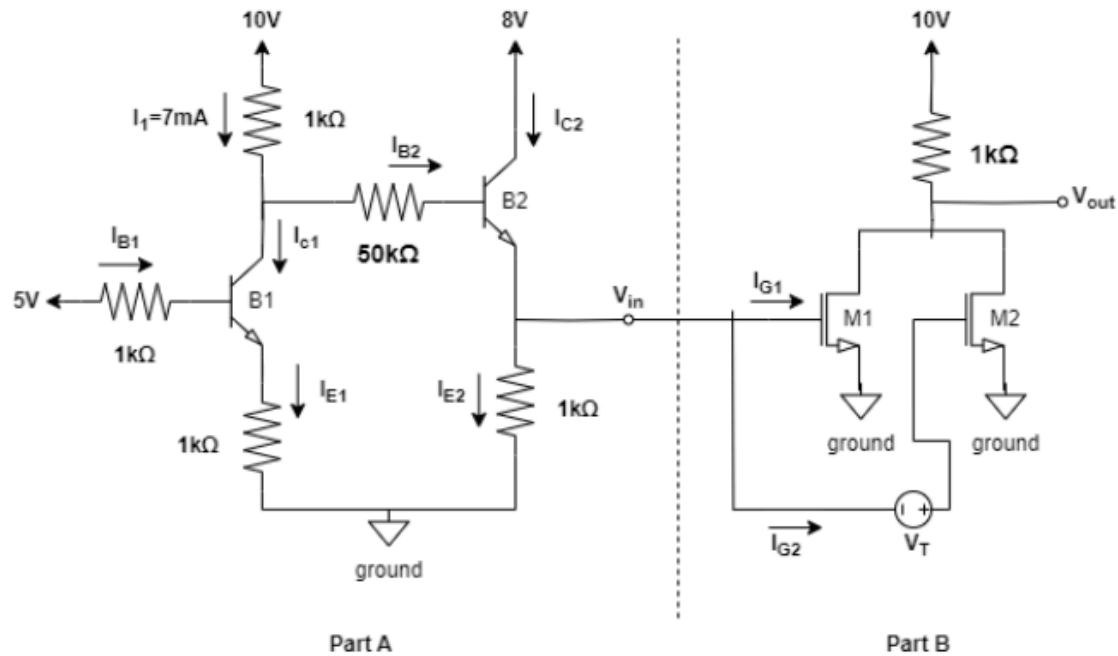 10V
8V
10V
I1=7mA
1kΩ
IC2
1kΩ
IB2
B2
Vout
IB1
Ic1
50kΩ
IG1
5V
B1
Vin
M1
M2
1kΩ
IE1
IE2
1kΩ
1kΩ
ground
ground
IG2
VT
ground
Part A
Part B